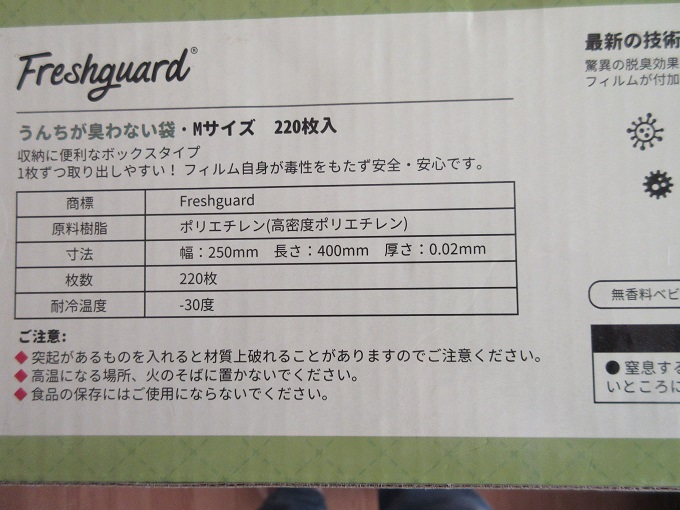 Freshguard®
うんちが臭わない袋・Mサイズ 220枚入
収納に便利なボックスタイプ
1枚ずつ取り出しやすい！フィルム自身が毒性をもたず安全・安心です。
商標 Freshguard
原料樹脂 ポリエチレン(高密度ポリエチレン)
寸法 幅：250mm 長さ：400mm 厚さ：0.02mm
枚数 220枚
耐冷温度 -30度
ご注意:
◆突起があるものを入れると材質上破れることがありますのでご注意ください。
◆高温になる場所、火のそばに置かないでください。
◆食品の保存にはご使用にならないでください。
最新の技術
驚異の脱臭効果
フィルムが付加
無香料ベビ
●窒息する
いところに